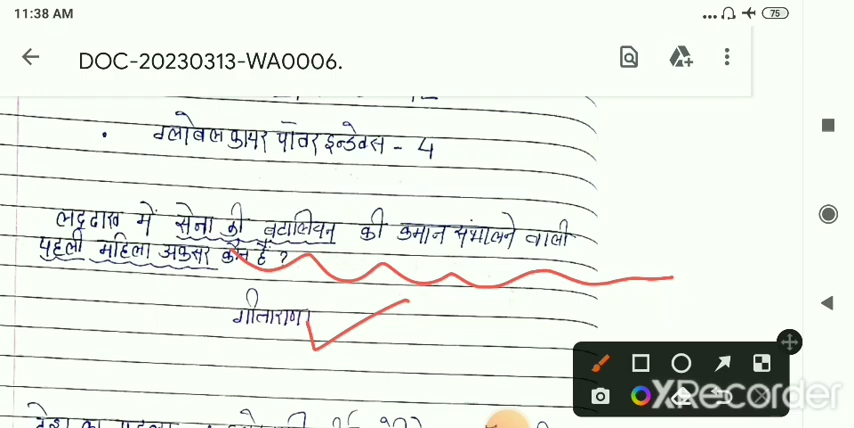 11:38 AM
75
DOC-20230313-WA0006.
• ग्लोबल फायर पॉवर इन्डेक्स - 4
लद्दाख में सेना की बटालियन की कमान संभालने वाली
पहली महिला अफसर कौन हैं ?
गीता राणा
XRecorder